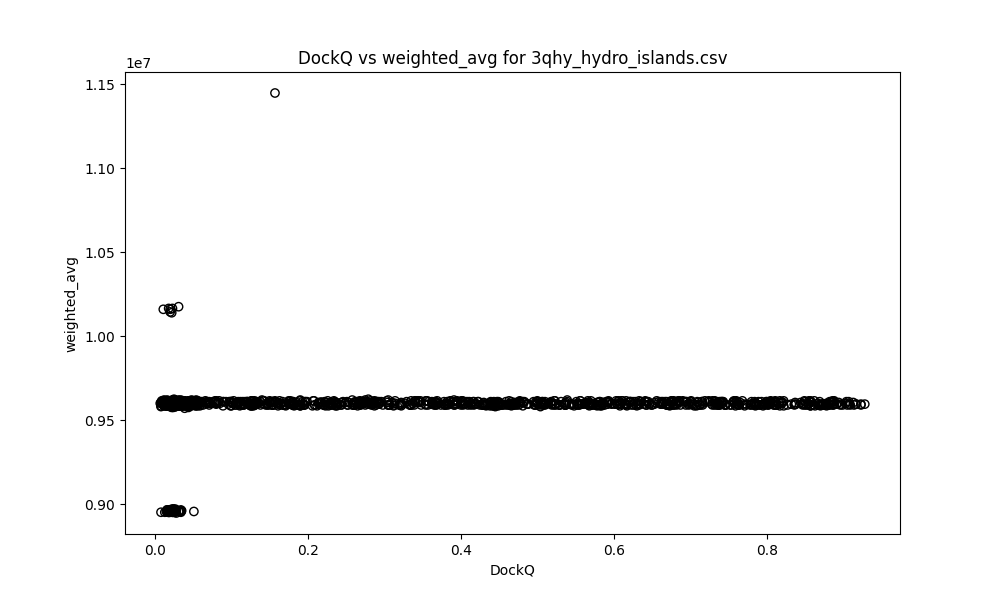 DockQ vs weighted_avg for 3qhy_hydro_islands.csv
1e7
1.15
1.10
1.05
1.00
0.95
0.90
weighted_avg
0.0 0.2 0.4 0.6 0.8
DockQ